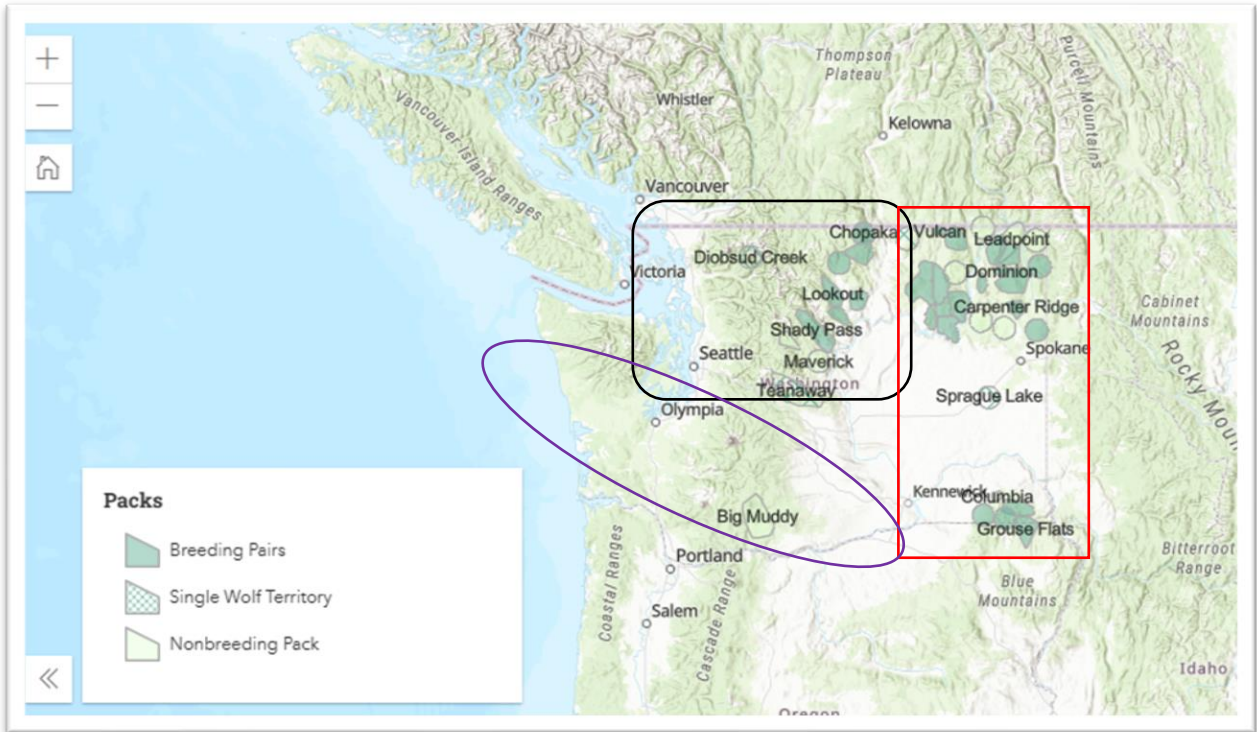 +
−
«
Packs
Breeding Pairs
Single Wolf Territory
Nonbreeding Pack
Thompson
Plateau
Purcell Mountains
Whistler
Vancouver Island Ranges
Kelowna
Vancouver
Chopaka
Vulcan
Leadpoint
Diobsud Creek
Victoria
Dominion
Lookout
Carpenter Ridge
Cabinet
Mountains
Shady Pass
Seattle
Maverick
Spokane
Rocky Moun
Washington
Teanaway
Sprague Lake
Olympia
Kennewick
Columbia
Big Muddy
Grouse Flats
Portland
Coastal Ranges
Cascade Range
Bitterroot
Range
Blue
Mountains
Salem
Idaho
Oregon